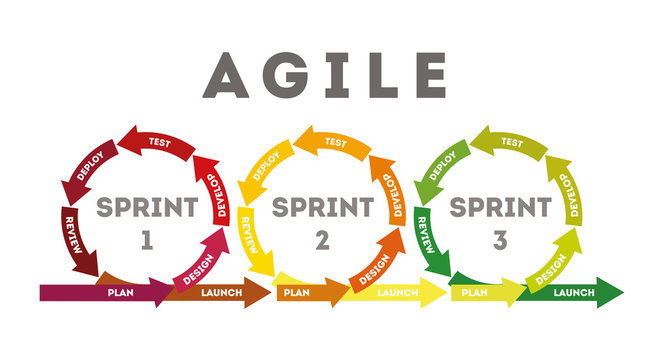 AGILE
TEST
DEPLOY
DEVELOP
SPRINT
1
REVIEW
DESIGN
PLAN
LAUNCH
TEST
DEPLOY
DEVELOP
SPRINT
2
REVIEW
DESIGN
PLAN
LAUNCH
TEST
DEPLOY
DEVELOP
SPRINT
3
REVIEW
DESIGN
PLAN
LAUNCH